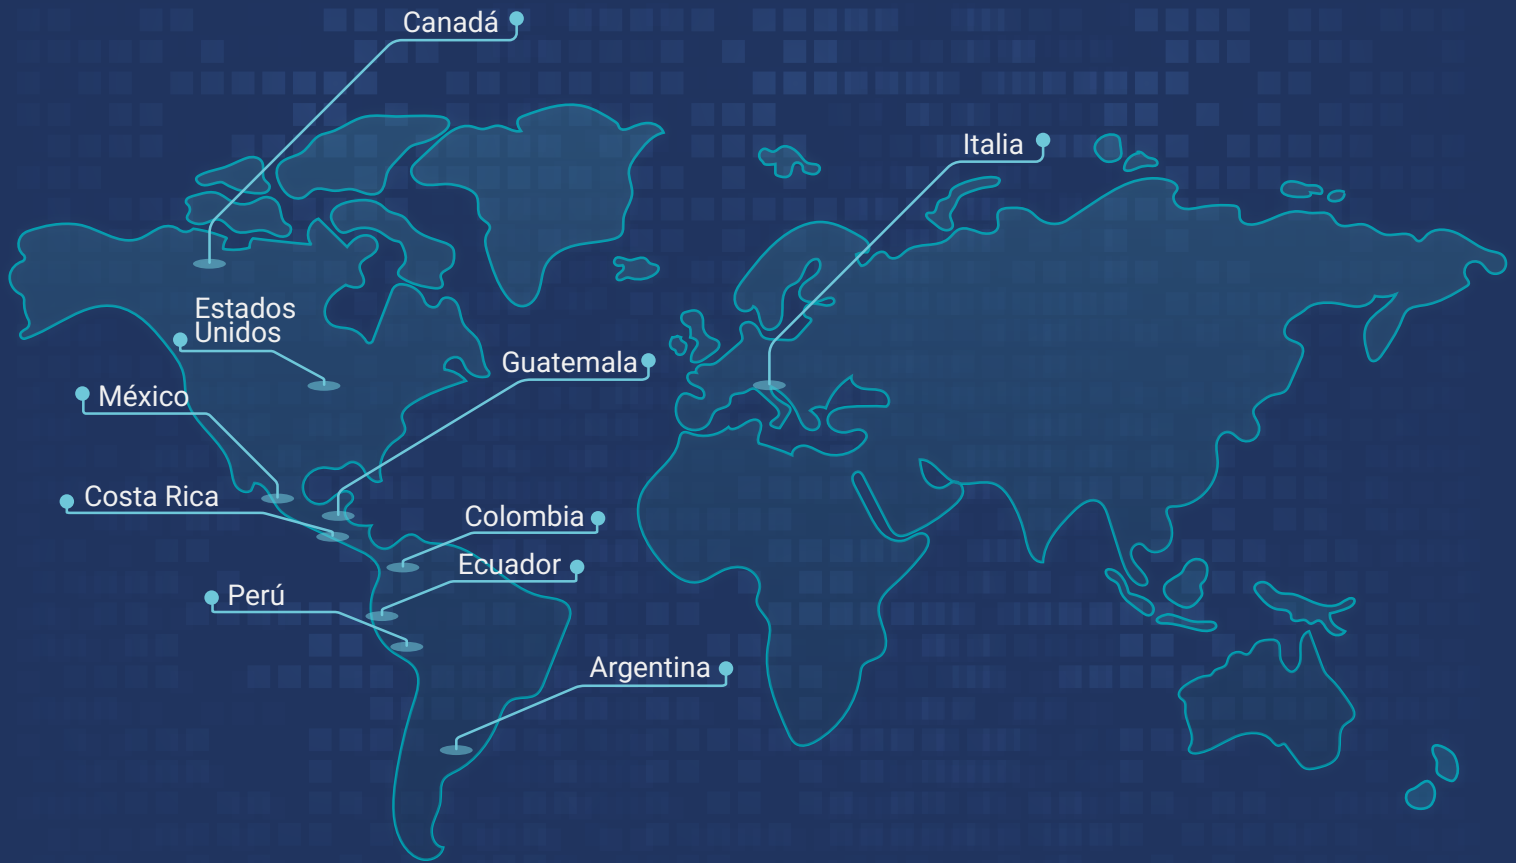 Canadá
Italia
Estados
Unidos
Guatemala
México
Costa Rica
Colombia
Ecuador
Perú
Argentina